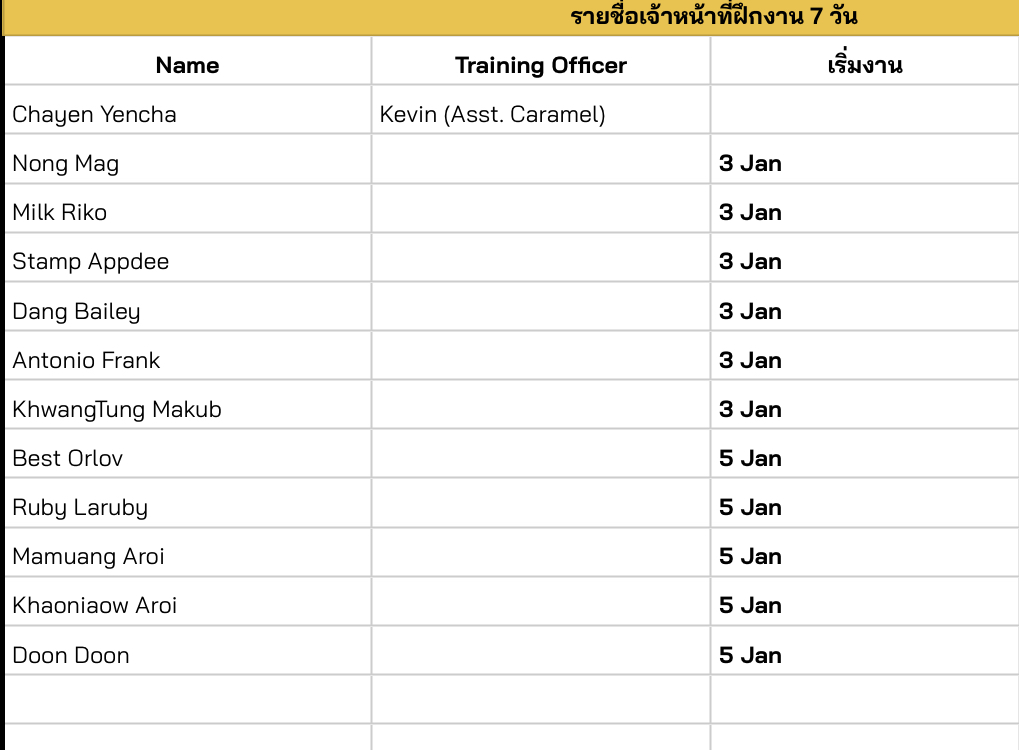 รายชื่อเจ้าหน้าที่ฝึกงาน 7 วัน
Name Training Officer เริ่มงาน
Chayen Yencha Kevin (Asst. Caramel)
Nong Mag 3 Jan
Milk Riko 3 Jan
Stamp Appdee 3 Jan
Dang Bailey 3 Jan
Antonio Frank 3 Jan
KhwangTung Makub 3 Jan
Best Orlov 5 Jan
Ruby Laruby 5 Jan
Mamuang Aroi 5 Jan
Khaoniaow Aroi 5 Jan
Doon Doon 5 Jan